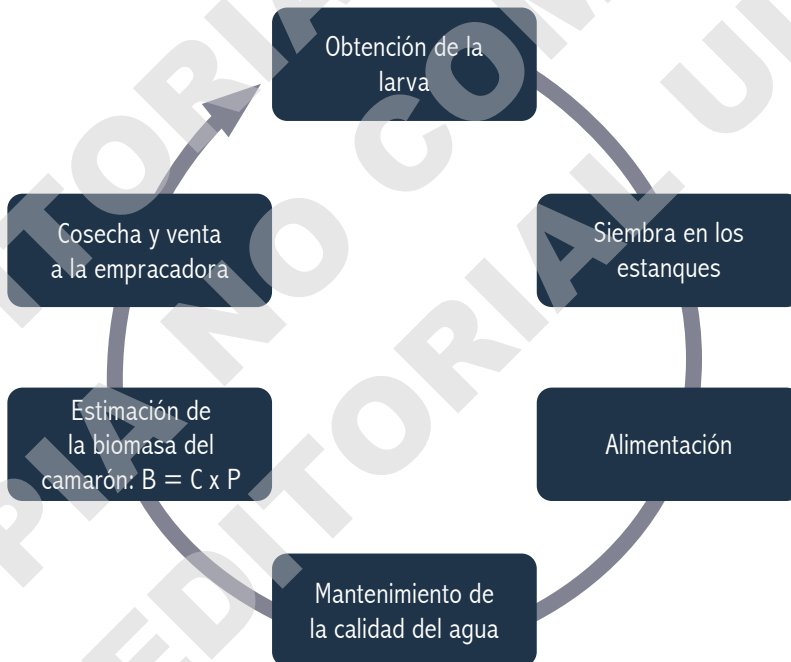 Obtención de la
larva
Siembra en los
estanques
Alimentación
Mantenimiento de
la calidad del agua
Estimación de
la biomasa del
camarón: B = C x P
Cosecha y venta
a la empracadora